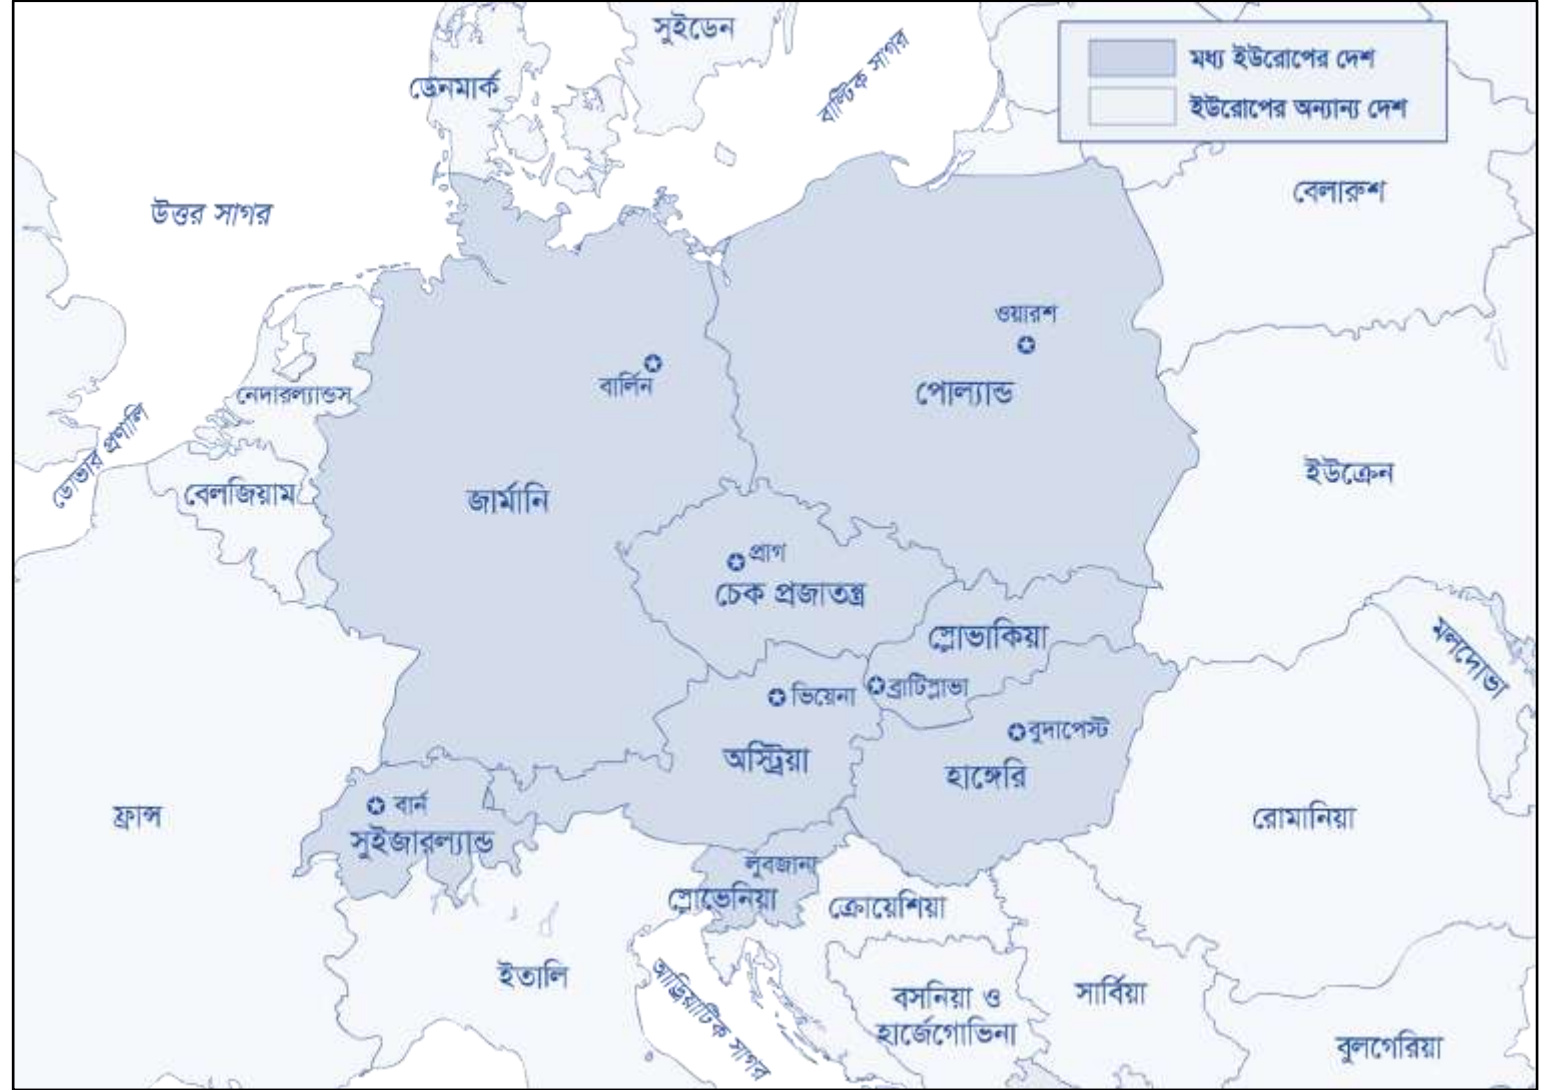 সুইডেন
মধ্য ইউরোপের দেশ
ইউরোপের অন্যান্য দেশ
ডেনমার্ক
বাল্টিক সাগর
বেলারুশ
উত্তর সাগর
ওয়ারশ
বার্লিন
পোল্যান্ড
নেদারল্যান্ডস
ডোভার প্রণালি
ইউক্রেন
বেলজিয়াম
জার্মানি
প্রাগ
চেক প্রজাতন্ত্র
স্লোভাকিয়া
মলদোভা
ভিয়েনা
ব্রাটিস্লাভা
বুদাপেস্ট
অস্ট্রিয়া
হাঙ্গেরি
বার্ন
ফ্রান্স
রোমানিয়া
সুইজারল্যান্ড
লুবজানা
স্লোভেনিয়া
ক্রোয়েশিয়া
ইতালি
আড্রিয়াটিক সাগর
বসনিয়া ও
হার্জেগোভিনা
সার্বিয়া
বুলগেরিয়া